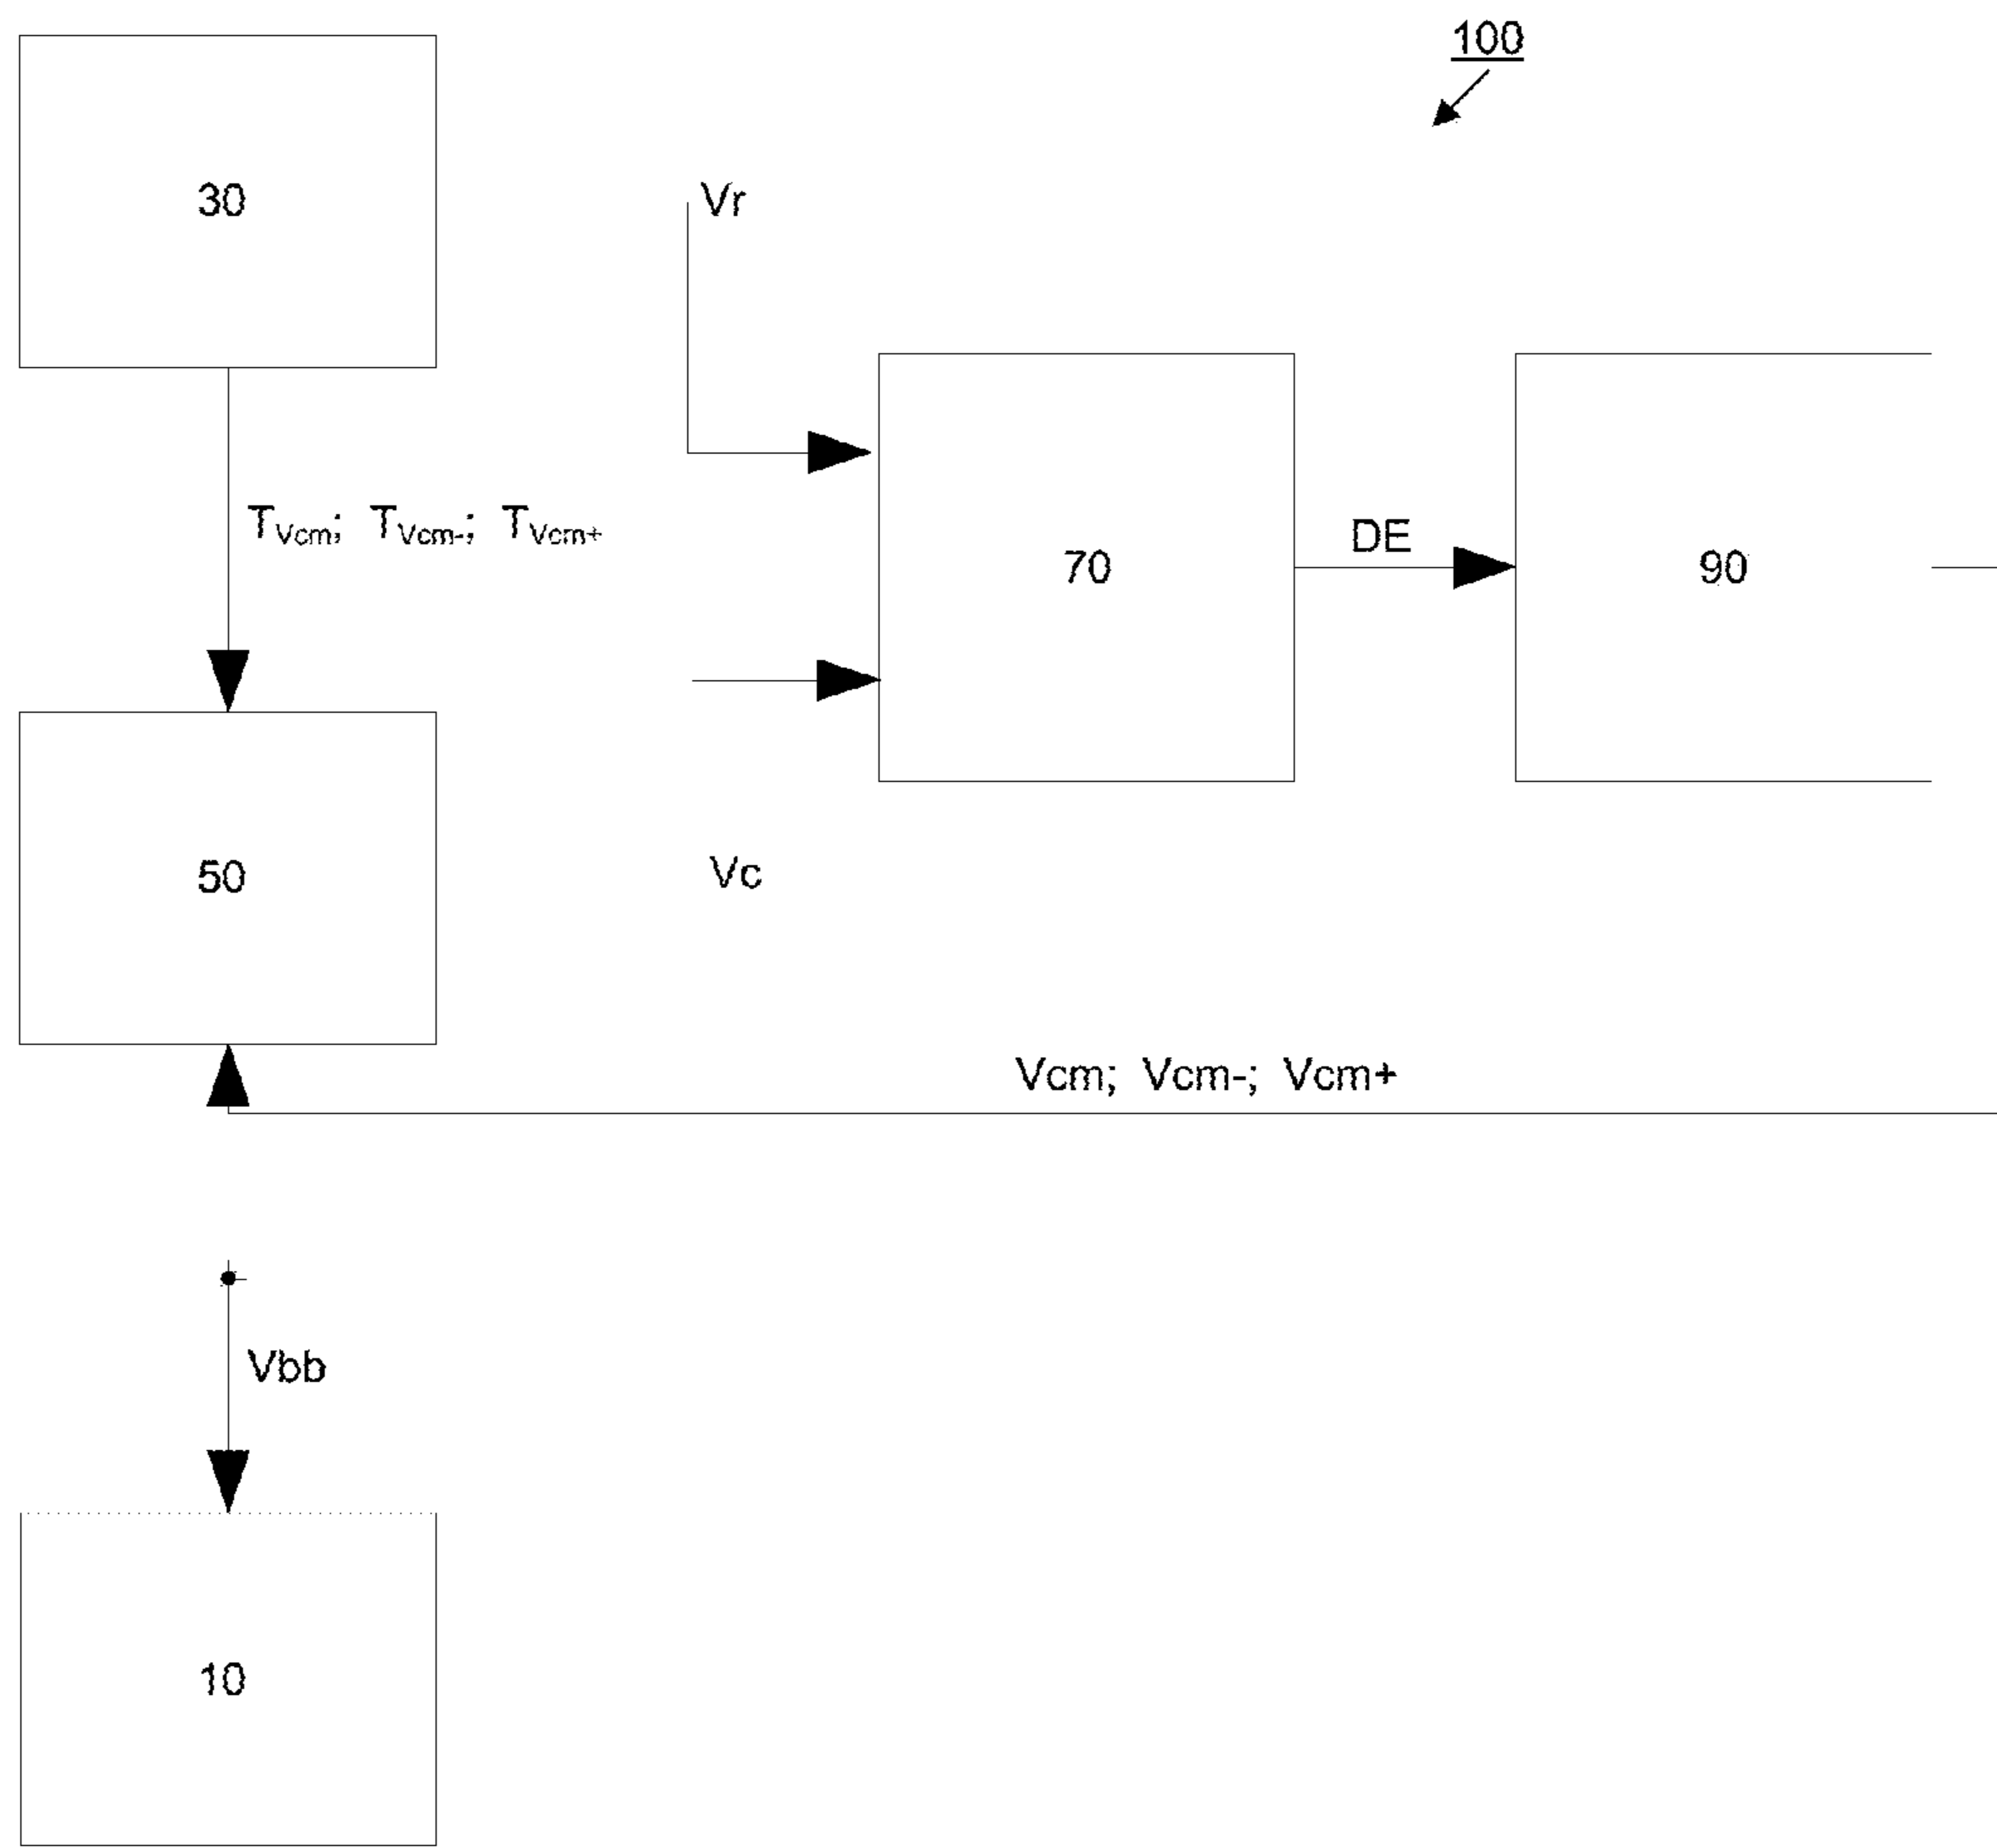 100
30
Vr
TVcm; TVcm-; TVcm+
DE
70
90
50
Vc
Vcm; Vcm-; Vcm+
Vbb
10